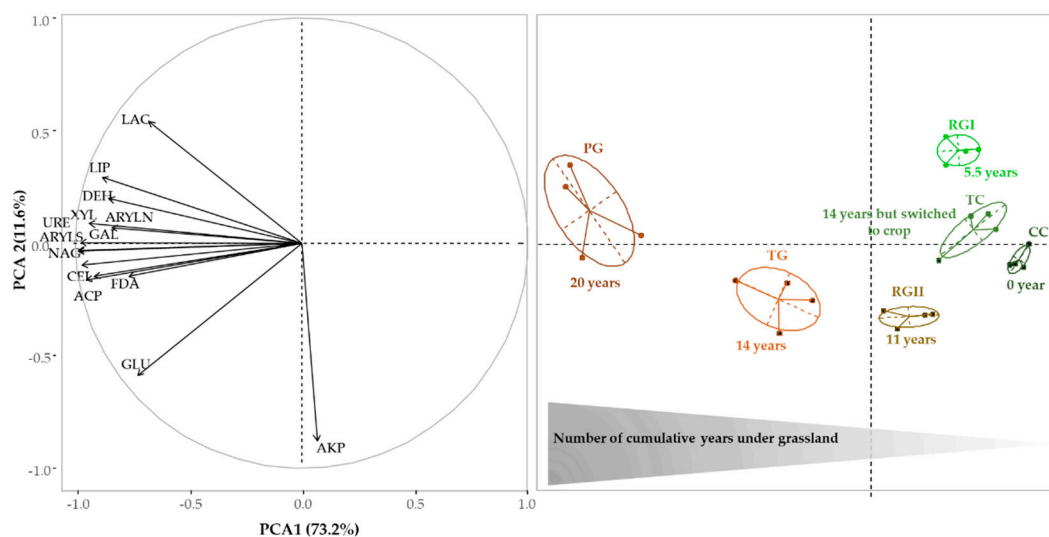 1.0
0.5
0.0
-0.5
-1.0
PCA 2(11.6%)
LAC
LIP
DEH
XYL
ARYLN
URE
GAL
ARYLS
NAG
CEL
FDA
ACP
GLU
AKP
-1.0
-0.5
0.0
0.5
1.0
PCA1 (73.2%)
PG
20 years
TG
14 years
RGI
5.5 years
TC
14 years but switched
to crop
CC
0 year
RGII
11 years
Number of cumulative years under grassland